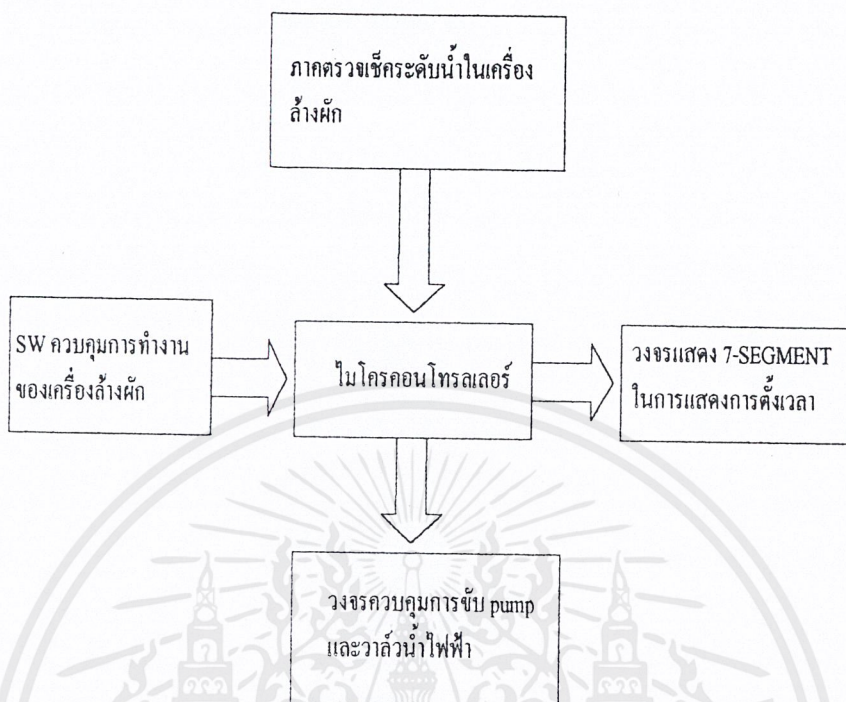 ภาคตรวจเช็คระดับน้ำในเครื่อง
ล้างผัก
SW ควบคุมการทำงาน
ของเครื่องล้างผัก
ไมโครคอนโทรลเลอร์
วงจรแสดง 7-SEGMENT
ในการแสดงการตั้งเวลา
วงจรควบคุมการขับ pump
และวาล์วน้ำไฟฟ้า